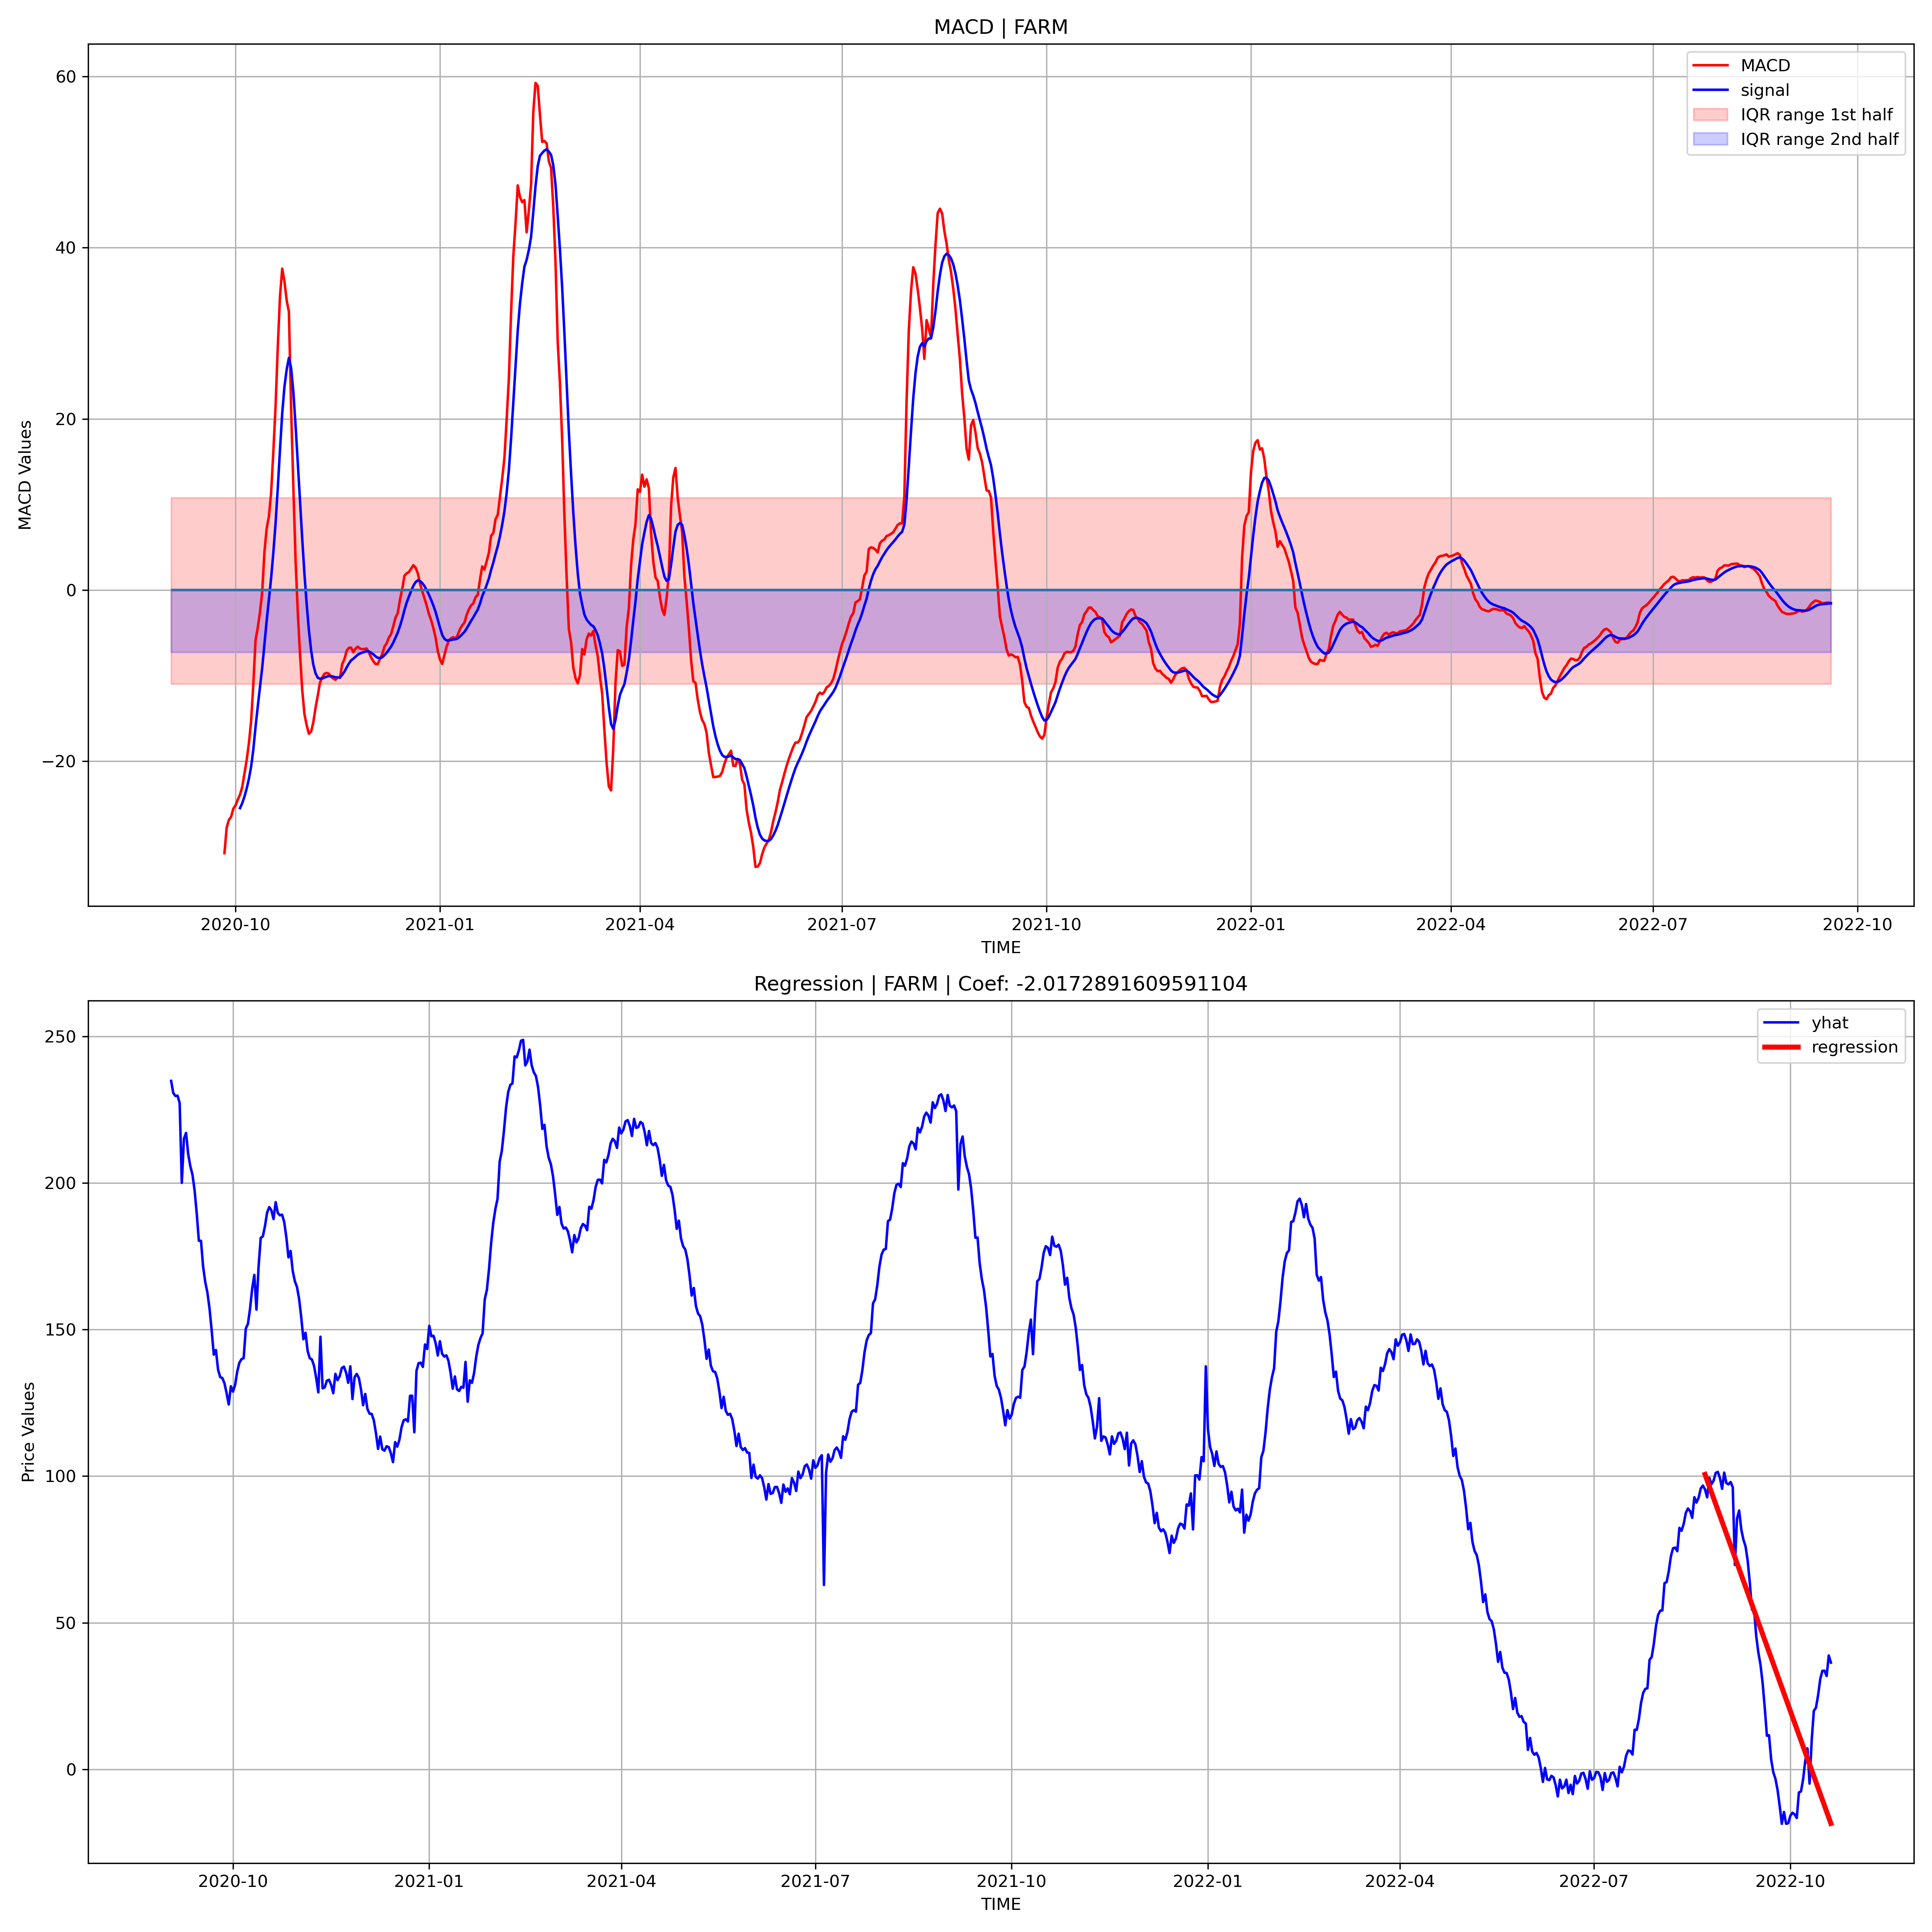 MACD | FARM
MACD
signal
IQR range 1st half
IQR range 2nd half
60
40
20
0
−20
MACD Values
2020-10 2021-01 2021-04 2021-07 2021-10 2022-01 2022-04 2022-07 2022-10
TIME
Regression | FARM | Coef: -2.0172891609591104
yhat
regression
250
200
150
100
50
0
Price Values
2020-10 2021-01 2021-04 2021-07 2021-10 2022-01 2022-04 2022-07 2022-10
TIME